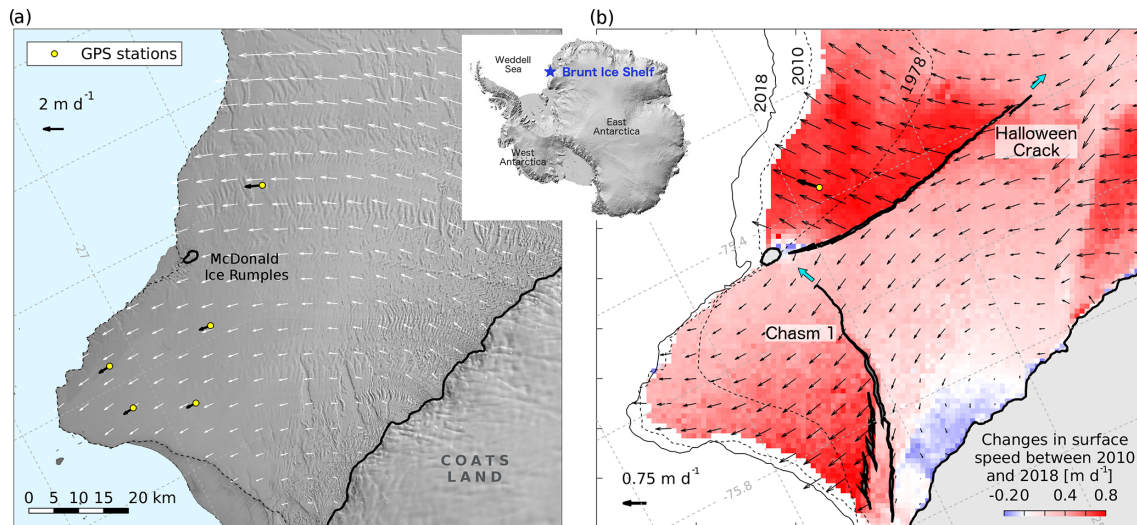 (a)
GPS stations
2 m d⁻¹
-27
McDonald
Ice Rumples
COATS
LAND
0 5 10 15 20 km
Weddell
Sea
Brunt Ice Shelf
East
Antarctica
West
Antarctica
(b)
2018
2010
1978
Halloween
Crack
-75.4
Chasm 1
0.75 m d⁻¹
-75.8
Changes in surface
speed between 2010
and 2018 [m d⁻¹]
-0.20 0.4 0.8